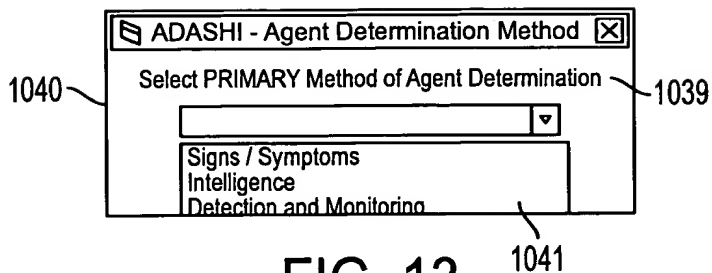 ADASHI - Agent Determination Method
Select PRIMARY Method of Agent Determination
1039
1040
Signs / Symptoms
Intelligence
Detection and Monitoring
1041
FIG.